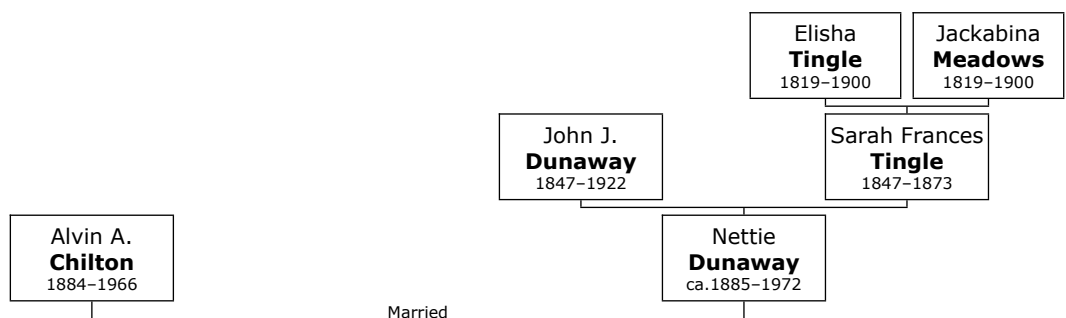 Elisha
Tingle
1819–1900
Jackabina
Meadows
1819–1900
John J.
Dunaway
1847–1922
Sarah Frances
Tingle
1847–1873
Alvin A.
Chilton
1884–1966
Nettie
Dunaway
ca.1885–1972
Married